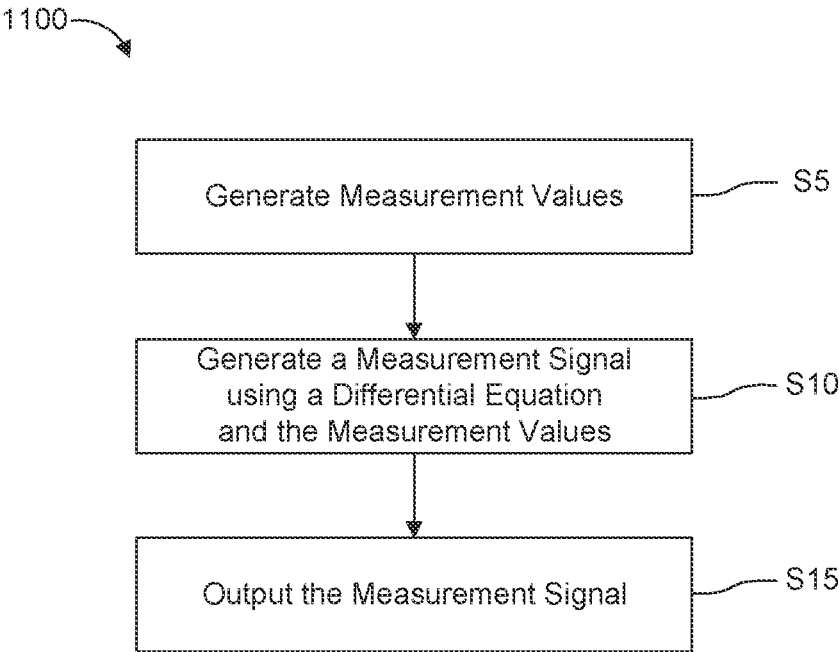 1100
Generate Measurement Values
S5
Generate a Measurement Signal
using a Differential Equation
and the Measurement Values
S10
Output the Measurement Signal
S15